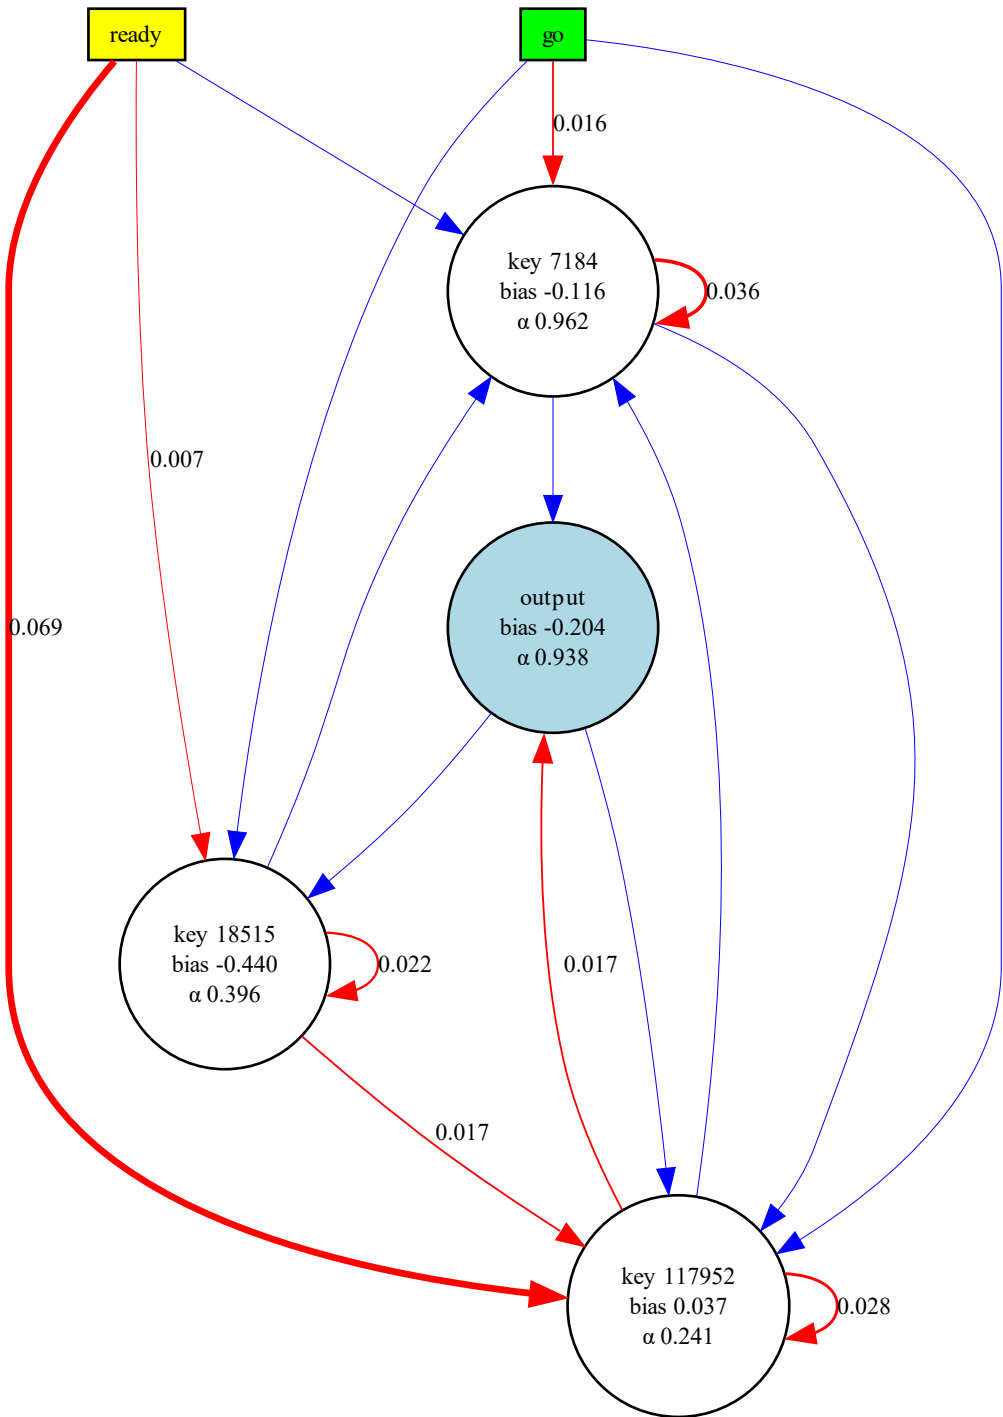 ready
go
0.016
key 7184
bias -0.116
α 0.962
0.036
0.007
output
bias -0.204
α 0.938
0.069
key 18515
bias -0.440
α 0.396
0.022
0.017
0.017
key 117952
bias 0.037
α 0.241
0.028